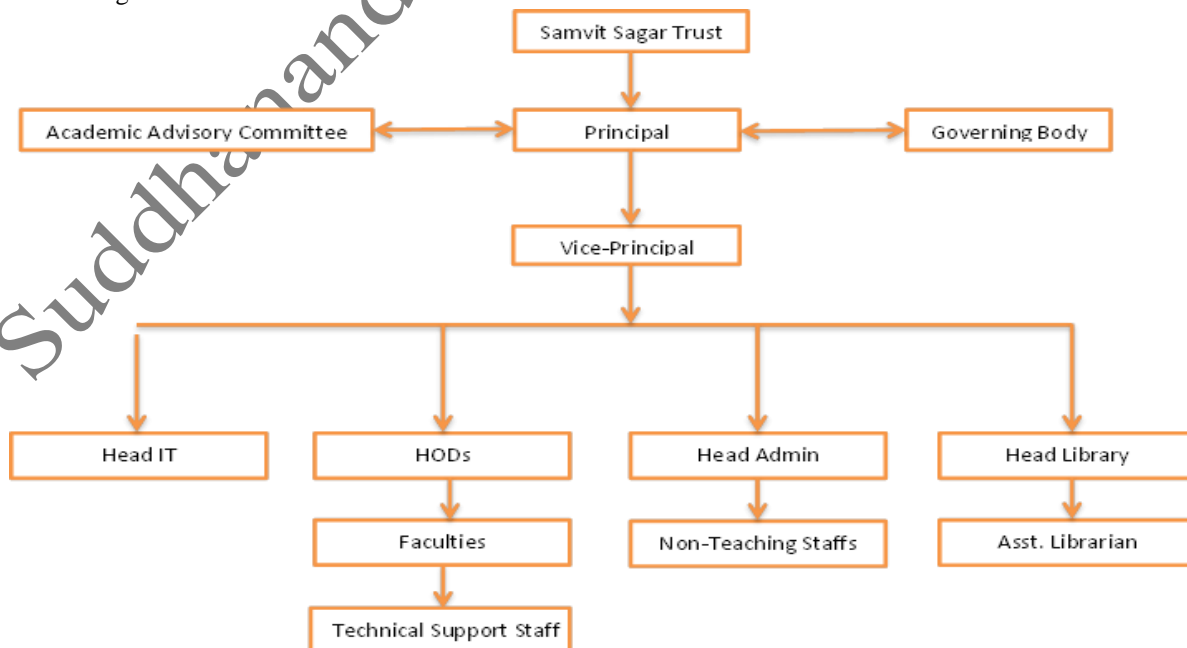 Samvit Sagar Trust
Academic Advisory Committee
Principal
Governing Body
Vice-Principal
Head IT
HODs
Head Admin
Head Library
Faculties
Non-Teaching Staffs
Asst. Librarian
Technical Support Staff